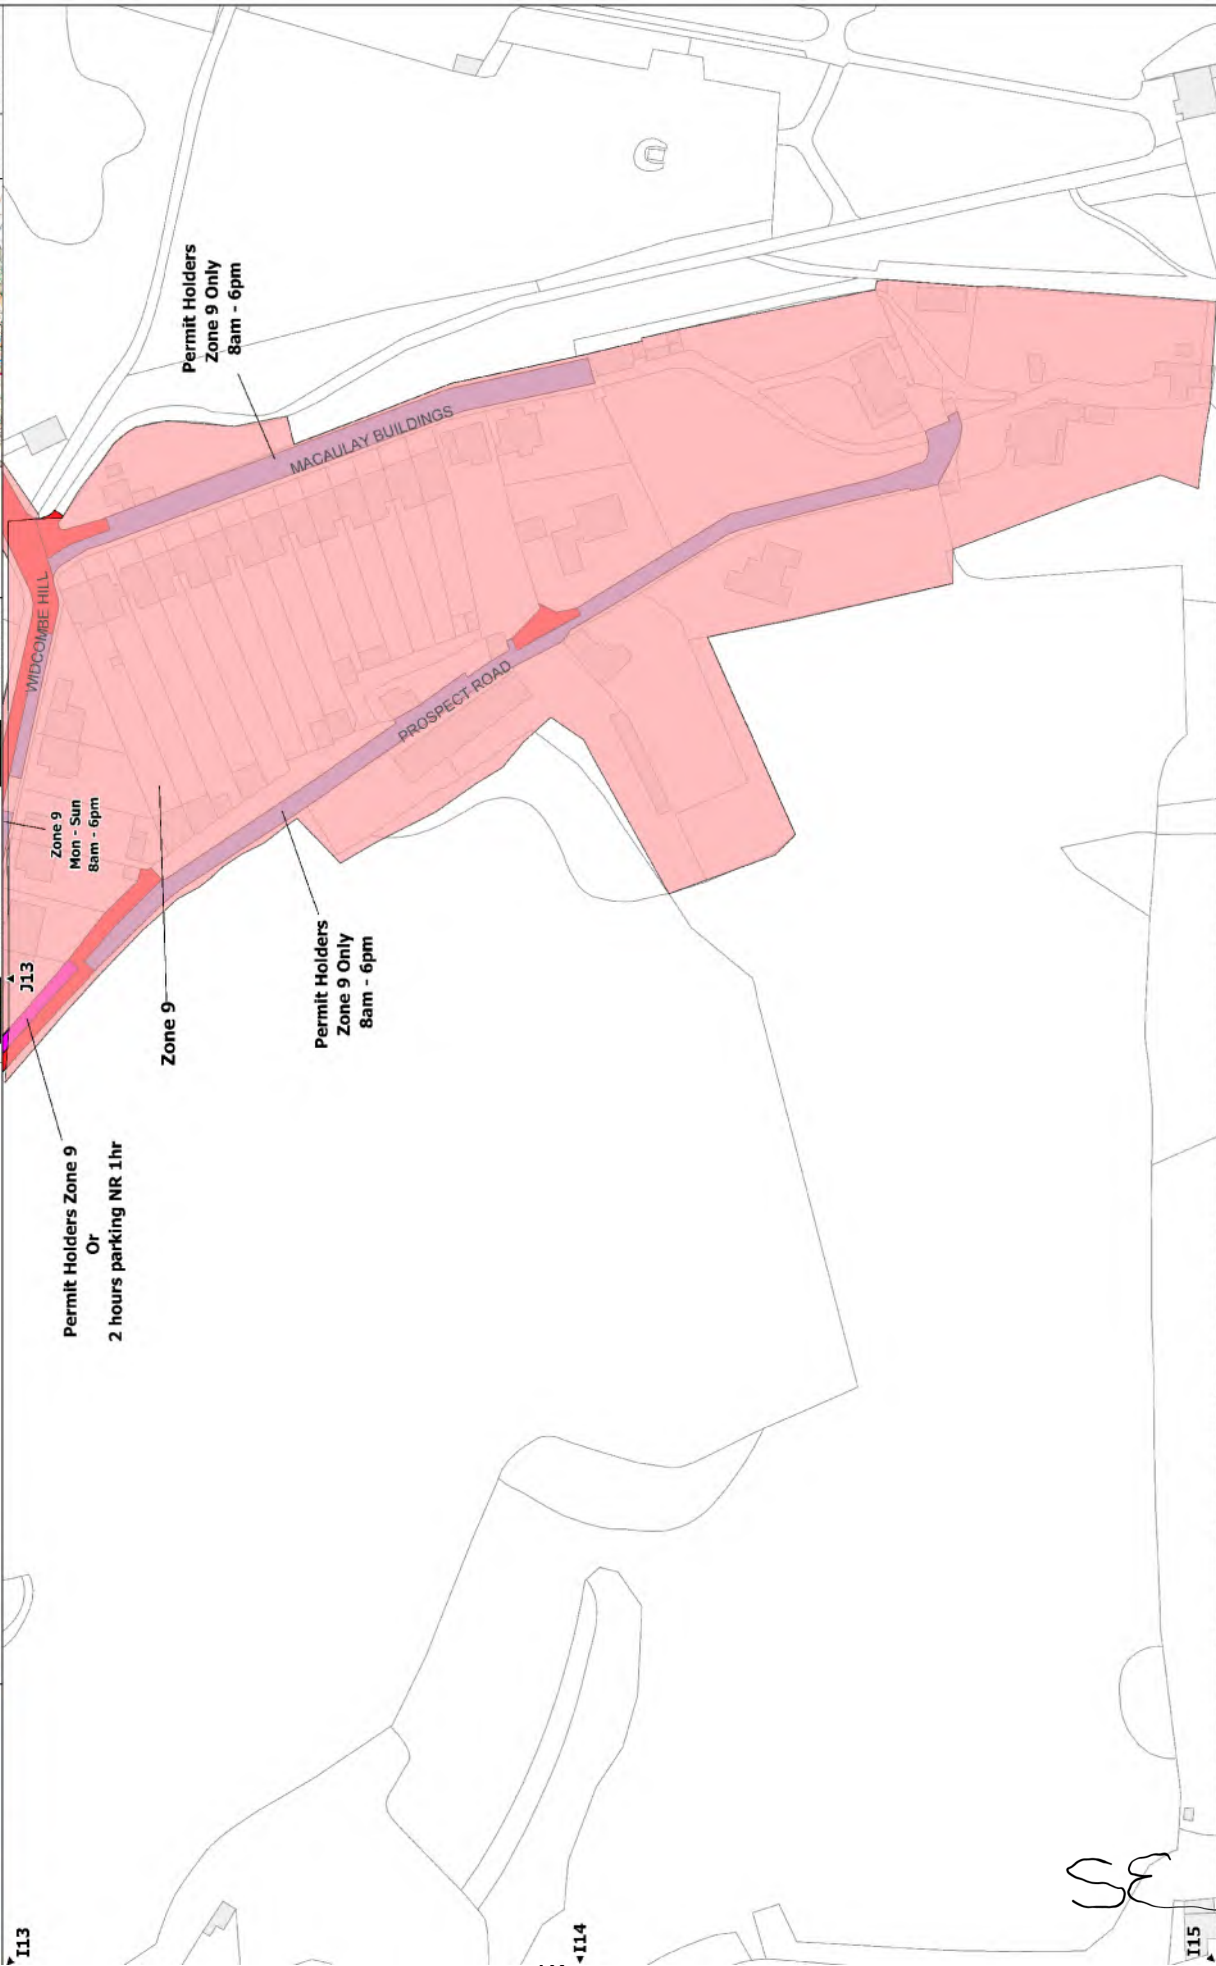 Permit Holders
Zone 9 Only
8am - 6pm
MACAULAY BUILDINGS
WIDCOMBE HILL
PROSPECT ROAD
Zone 9
Mon - Sun
8am - 6pm
J13
Zone 9
Permit Holders
Zone 9 Only
8am - 6pm
Permit Holders Zone 9
Or
2 hours parking NR 1hr
I13
I14
I15
SE